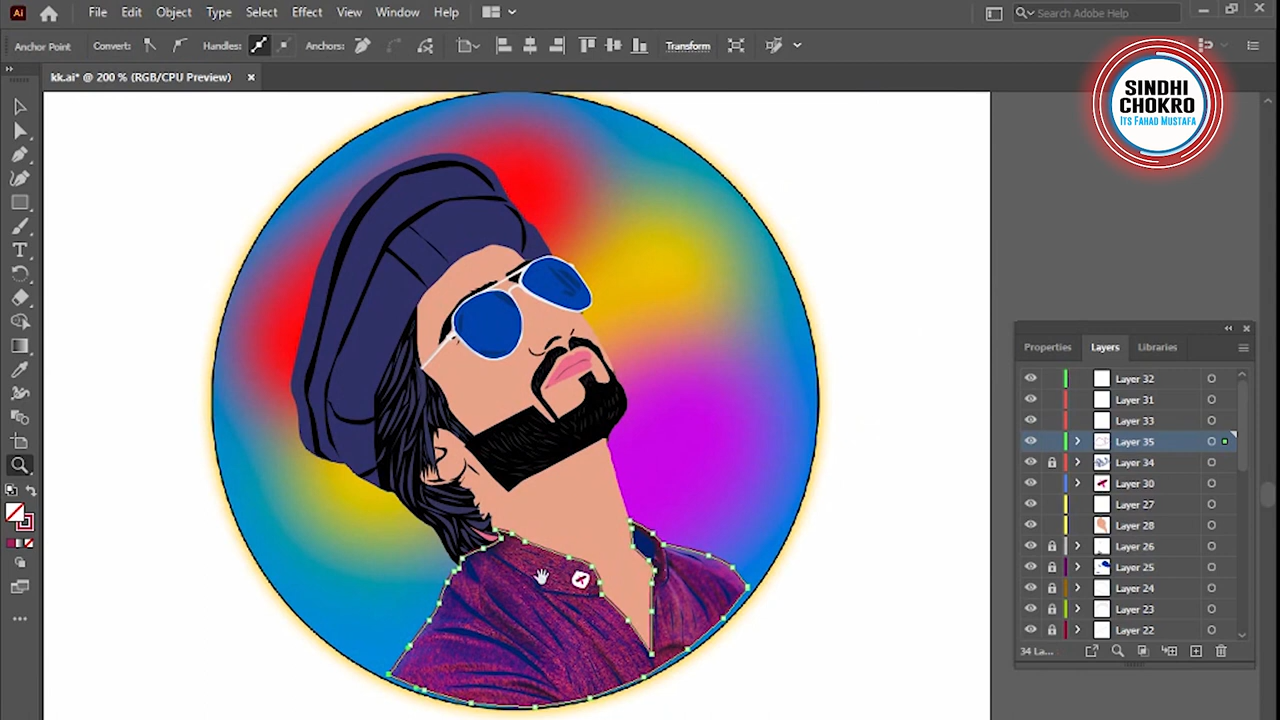 Ai File Edit Object Type Select Effect View Window Help Search Adobe Help
Anchor Point Convert: Handles: Anchors: Transform
kk.ai* @ 200 % (RGB/CPU Preview)
SINDHI
CHOKRO
Its Fahad Mustafa
Properties Layers Libraries
Layer 32
Layer 31
Layer 33
Layer 35
Layer 34
Layer 30
Layer 27
Layer 28
Layer 26
Layer 25
Layer 24
Layer 23
Layer 22
34 La...